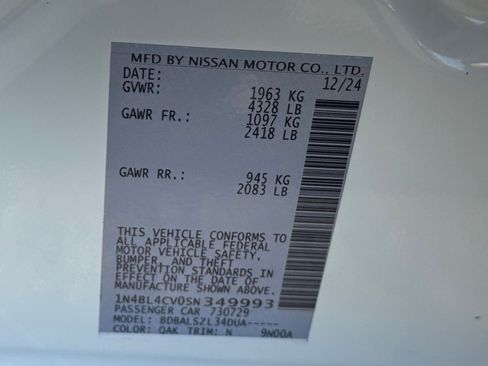 MFD BY NISSAN MOTOR CO., LTD.
DATE: 12/24
GVWR: 1963 KG
4328 LB
GAWR FR.: 1097 KG
2418 LB
GAWR RR.: 945 KG
2083 LB
THIS VEHICLE CONFORMS TO
ALL APPLICABLE FEDERAL
MOTOR VEHICLE SAFETY,
BUMPER, AND THEFT
PREVENTION STANDARDS IN
EFFECT ON THE DATE OF
MANUFACTURE SHOWN ABOVE.
1N4BL4CV0SN349993
PASSENGER CAR 730729
MODEL: BDBALSZL34DUA-----
COLOR: QAK TRIM: N 9N00A